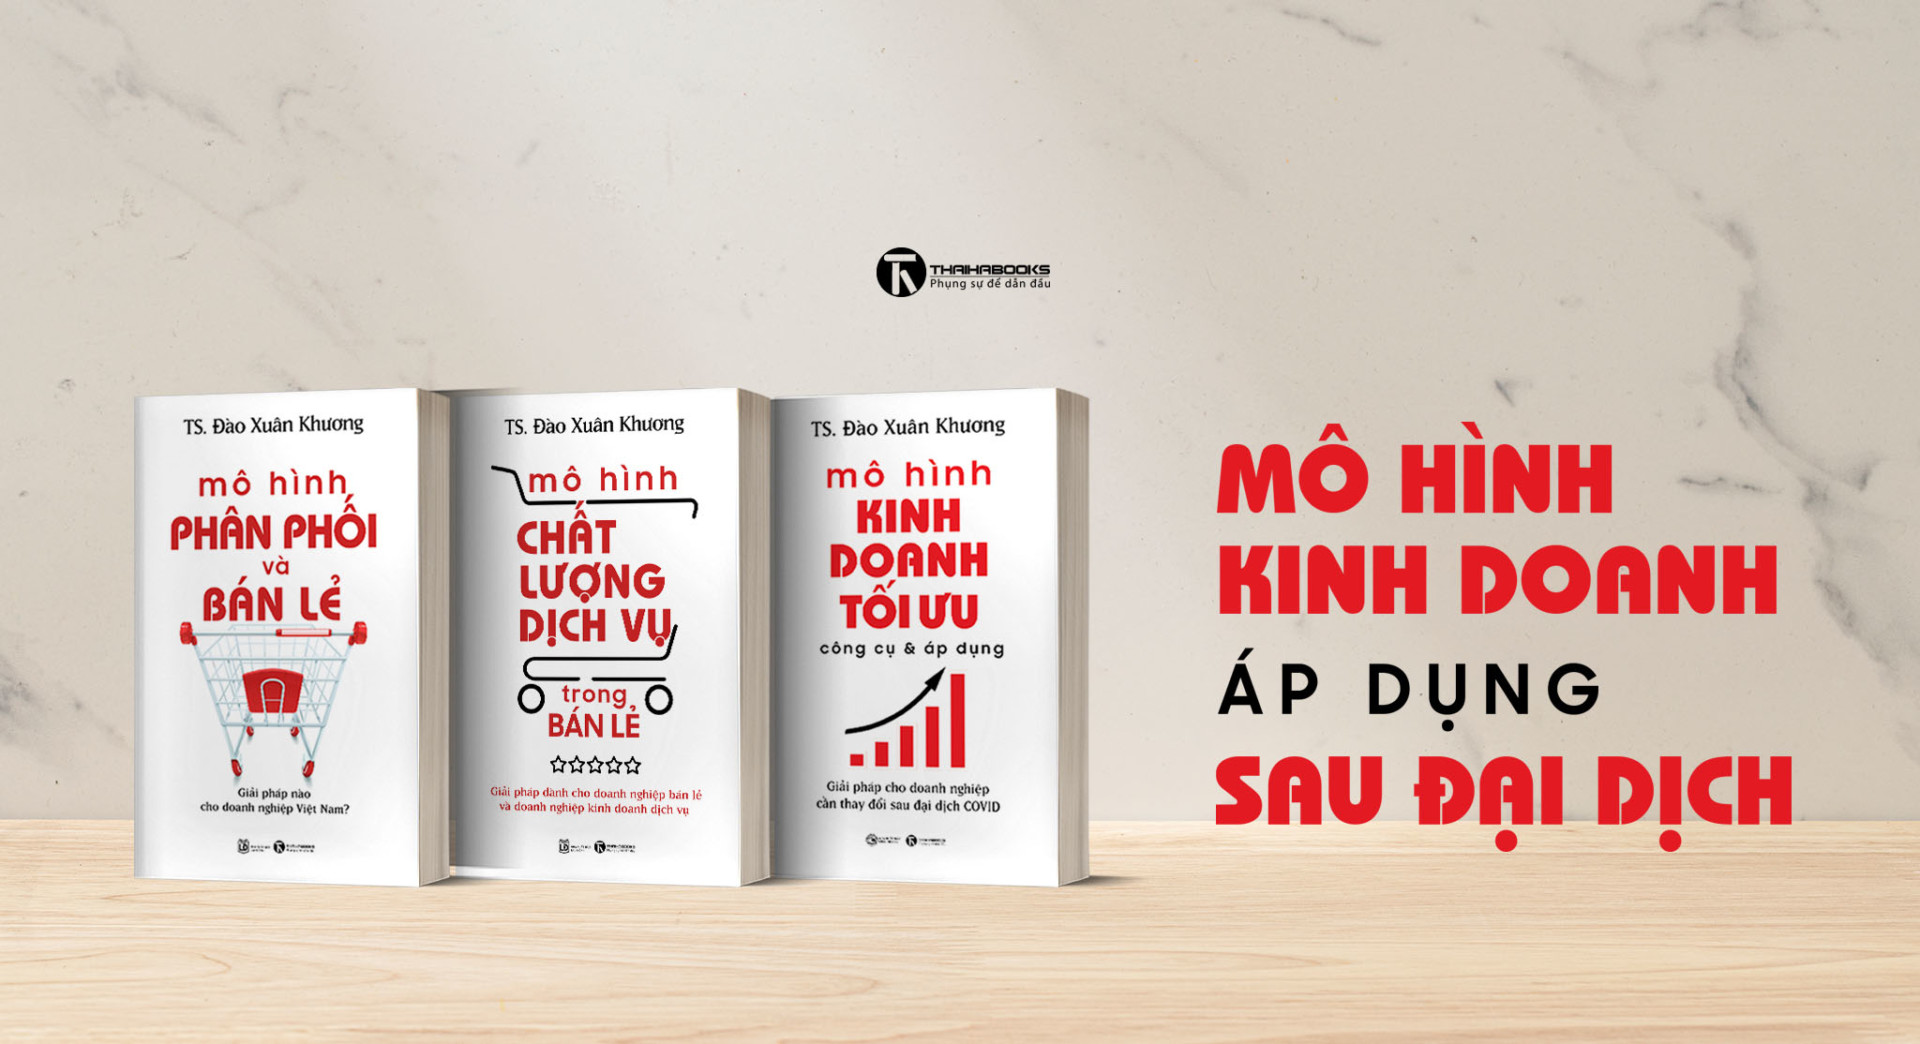 THAIHABOOKS
Phụng sự để dẫn đầu
TS. Đào Xuân Khương
mô hình
PHÂN PHỐI
và
BÁN LẺ
Giải pháp nào
cho doanh nghiệp Việt Nam?
THAIHABOOKS
TS. Đào Xuân Khương
mô hình
CHẤT
LƯỢNG
DỊCH VỤ
trong
BÁN LẺ
Giải pháp dành cho doanh nghiệp bán lẻ
và doanh nghiệp kinh doanh dịch vụ
THAIHABOOKS
TS. Đào Xuân Khương
mô hình
KINH
DOANH
TỐI ƯU
công cụ & áp dụng
Giải pháp cho doanh nghiệp
cần thay đổi sau đại dịch COVID
THAIHABOOKS
MÔ HÌNH
KINH DOANH
ÁP DỤNG
SAU ĐẠI DỊCH